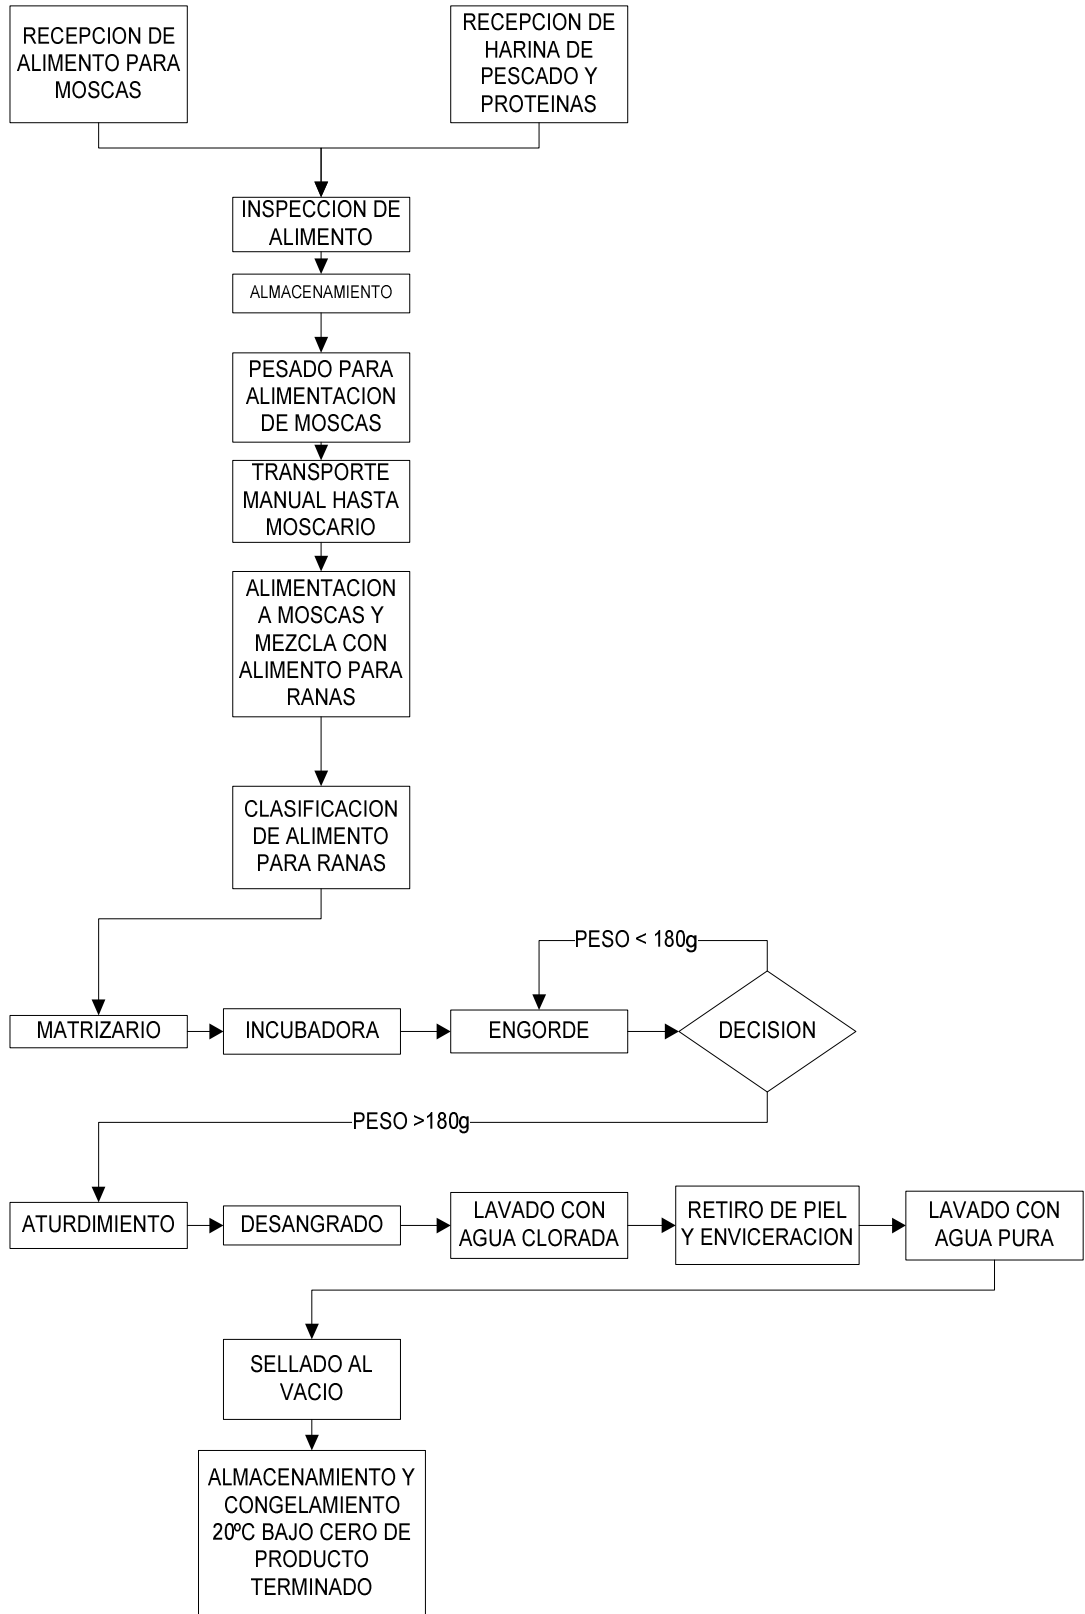 RECEPCION DE
ALIMENTO PARA
MOSCAS
RECEPCION DE
HARINA DE
PESCADO Y
PROTEINAS
INSPECCION DE
ALIMENTO
ALMACENAMIENTO
PESADO PARA
ALIMENTACION
DE MOSCAS
TRANSPORTE
MANUAL HASTA
MOSCARIO
ALIMENTACION
A MOSCAS Y
MEZCLA CON
ALIMENTO PARA
RANAS
CLASIFICACION
DE ALIMENTO
PARA RANAS
PESO < 180g
MATRIZARIO
INCUBADORA
ENGORDE
DECISION
PESO >180g
ATURDIMIENTO
DESANGRADO
LAVADO CON
AGUA CLORADA
RETIRO DE PIEL
Y ENVICERACION
LAVADO CON
AGUA PURA
SELLADO AL
VACIO
ALMACENAMIENTO Y
CONGELAMIENTO
20ºC BAJO CERO DE
PRODUCTO
TERMINADO